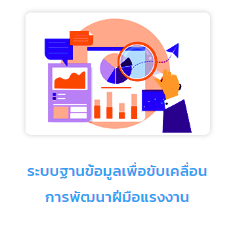 ระบบฐานข้อมูลเพื่อขับเคลื่อน
การพัฒนาฝีมือแรงงาน